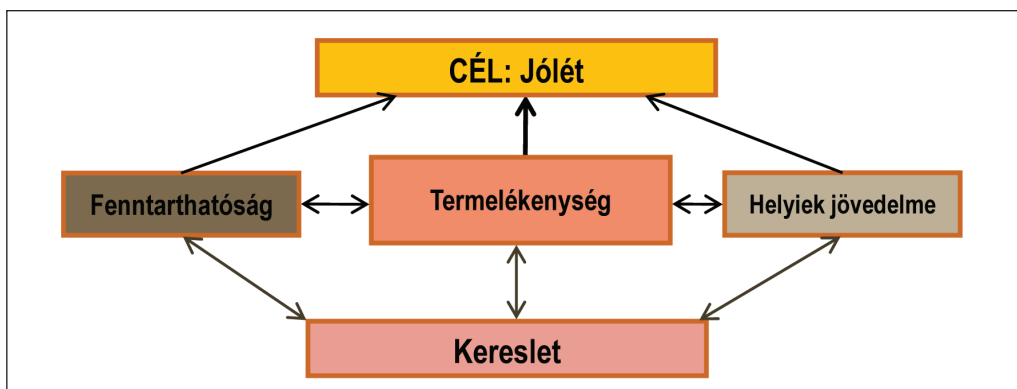 CÉL: Jólét
Fenntarthatóság
Termelékenység
Helyiek jövedelme
Kereslet